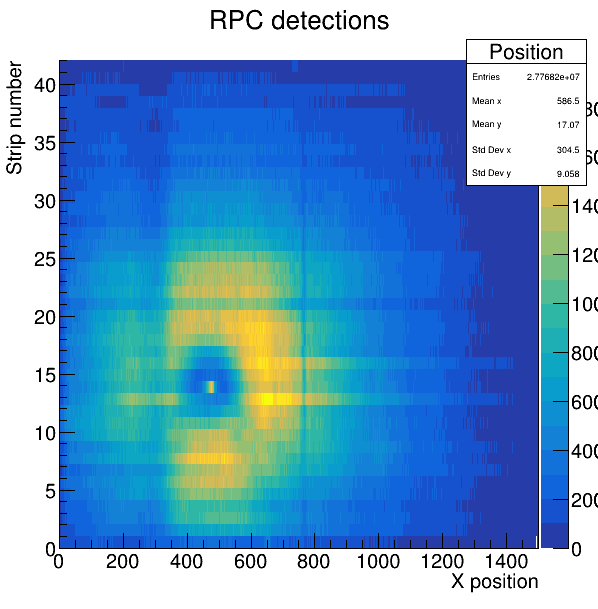 RPC detections
Position
Entries 2.77682e+07
Mean x 586.5
Mean y 17.07
Std Dev x 304.5
Std Dev y 9.058
Strip number
40
35
30
25
20
15
10
5
0
0 200 400 600 800 1000 1200 1400
X position
140
120
100
800
600
400
200
0